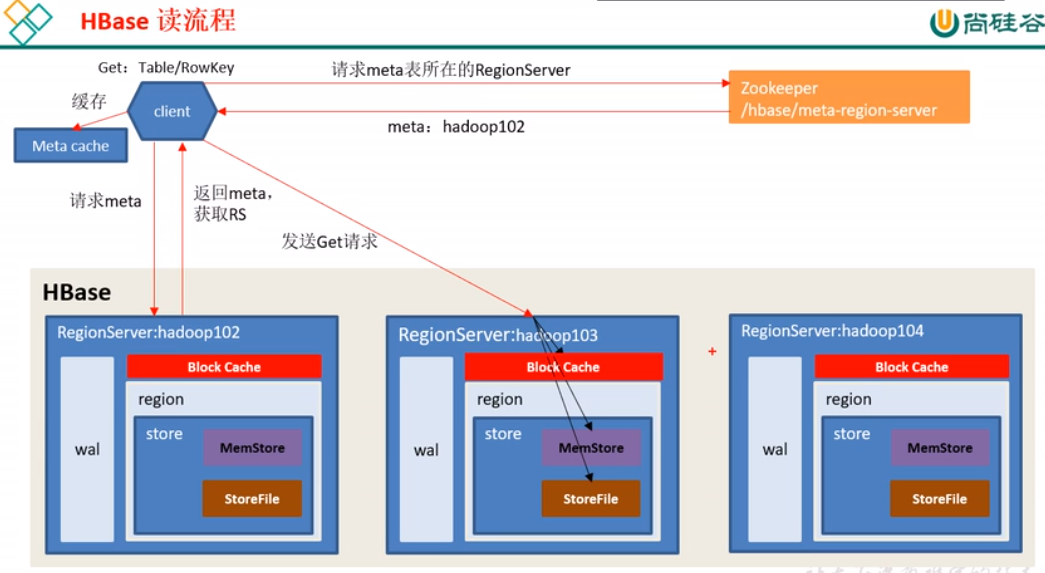 HBase 读流程
尚硅谷
Get：Table/RowKey
请求meta表所在的RegionServer
Zookeeper
/hbase/meta-region-server
缓存
client
meta：hadoop102
Meta cache
请求meta
返回meta，
获取RS
发送Get请求
HBase
RegionServer:hadoop102
Block Cache
region
wal
store
MemStore
StoreFile
RegionServer:hadoop103
Block Cache
region
wal
store
MemStore
StoreFile
+
RegionServer:hadoop104
Block Cache
region
wal
store
MemStore
StoreFile